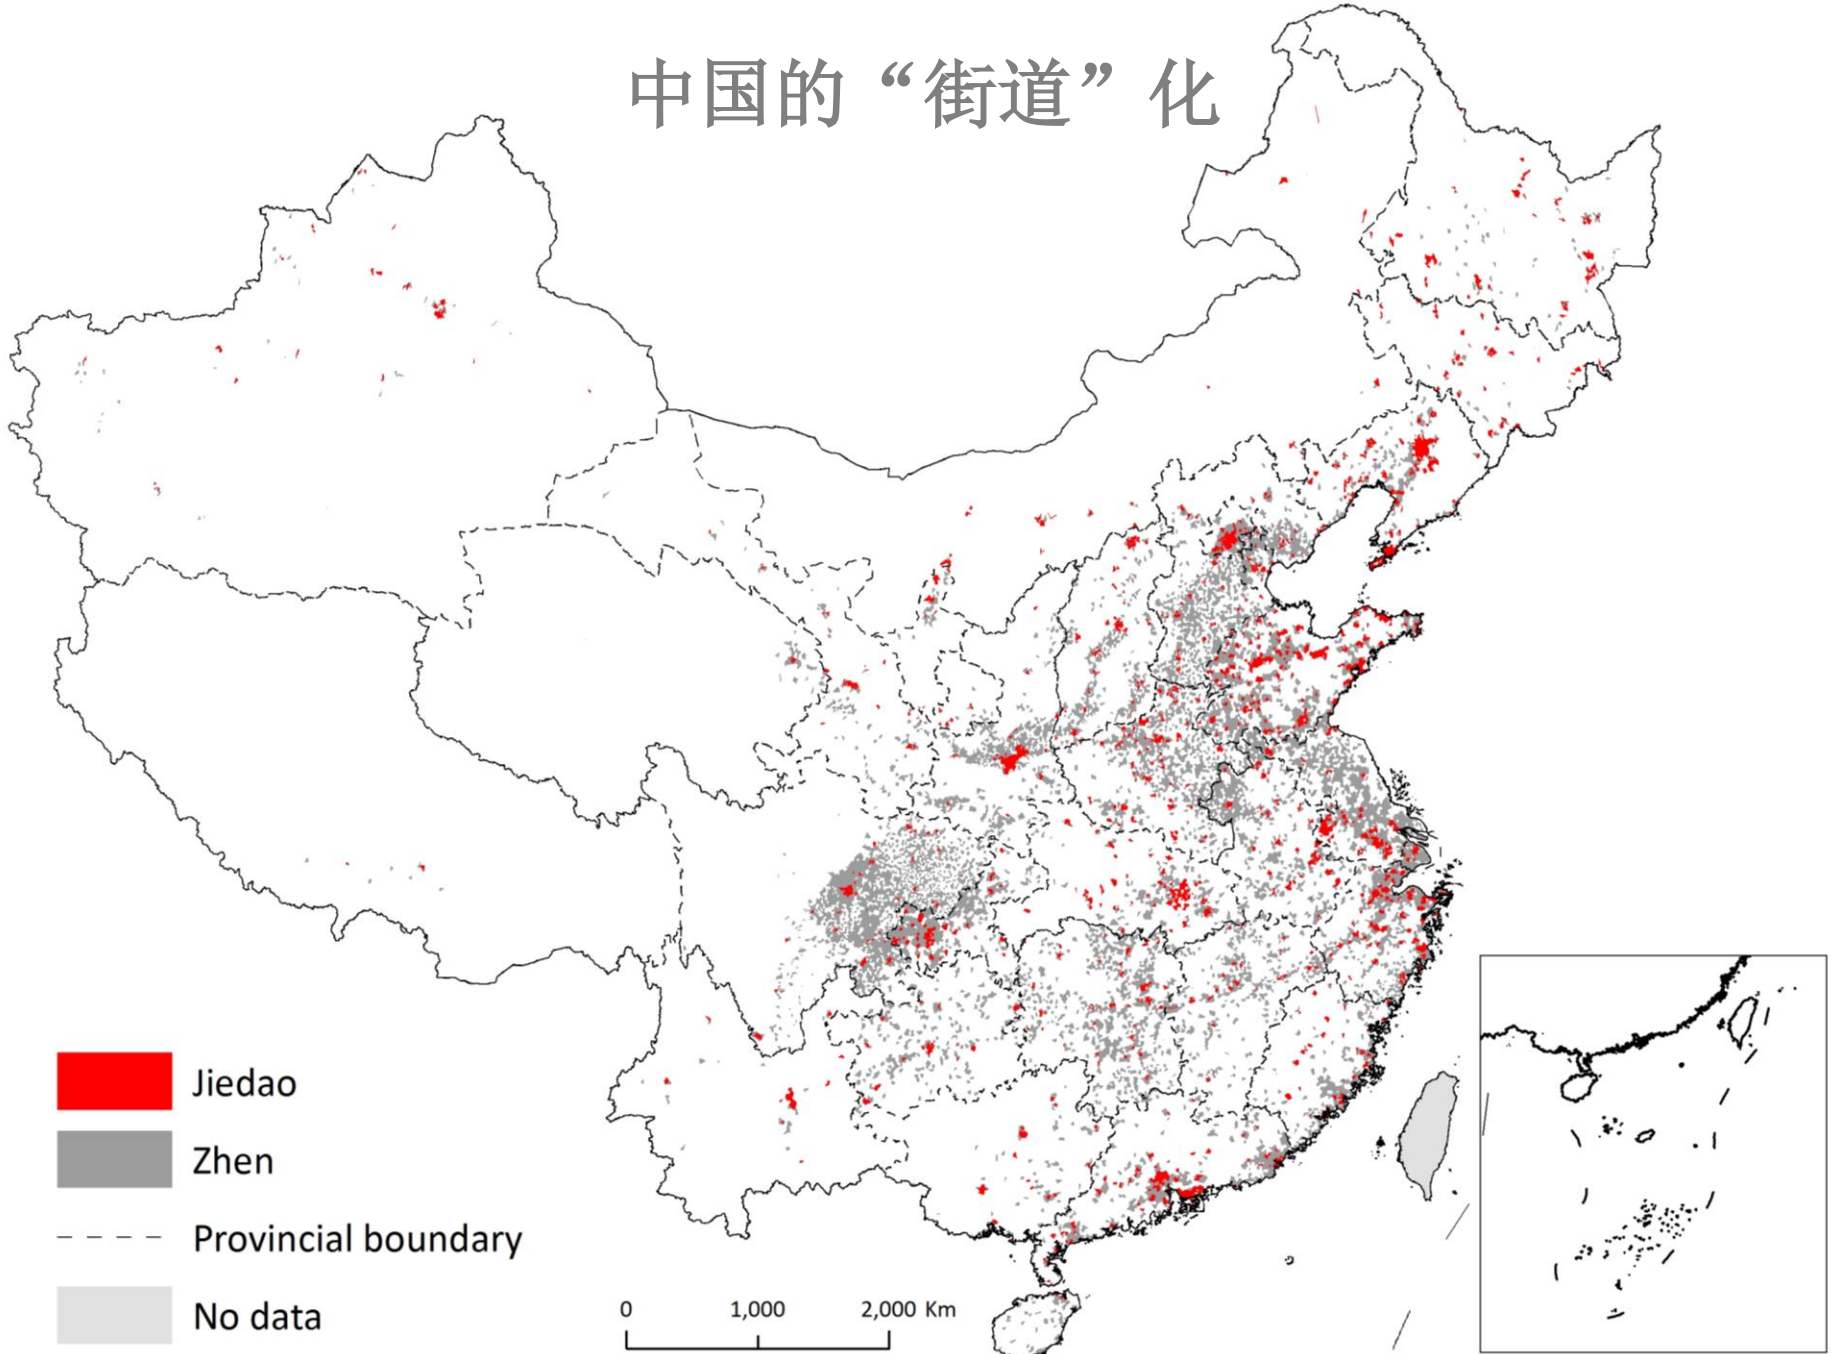 中国的“街道”化
Jiedao
Zhen
Provincial boundary
No data
0 1,000 2,000 Km